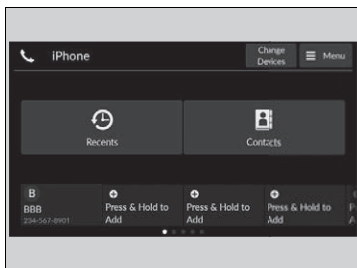 iPhone
Change
Devices
Menu
Recents
Contacts
B
BBB
234-567-8901
Press & Hold to
Add
Press & Hold to
Add
Press & Hold to
Add